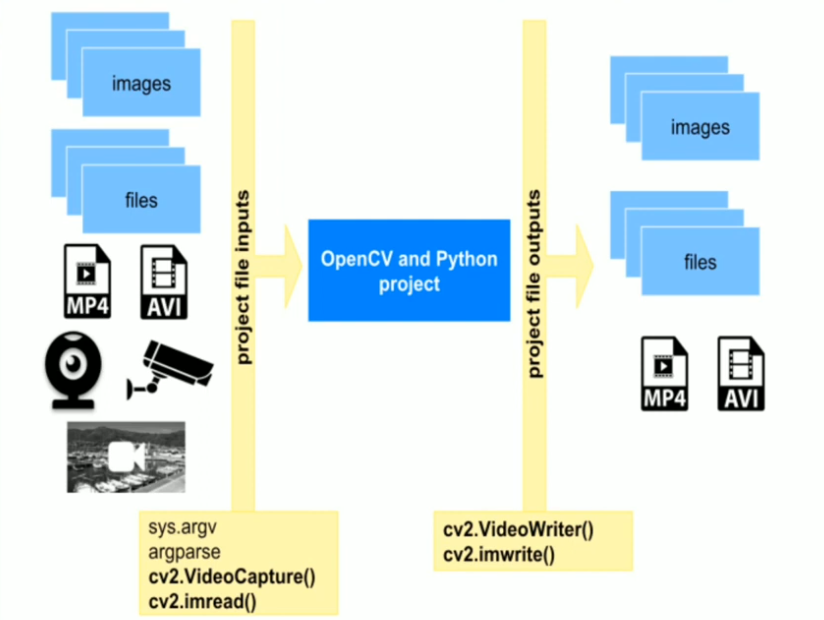 images
files
MP4
AVI
project file inputs
sys.argv
argparse
cv2.VideoCapture()
cv2.imread()
OpenCV and Python
project
project file outputs
cv2.VideoWriter()
cv2.imwrite()
images
files
MP4
AVI